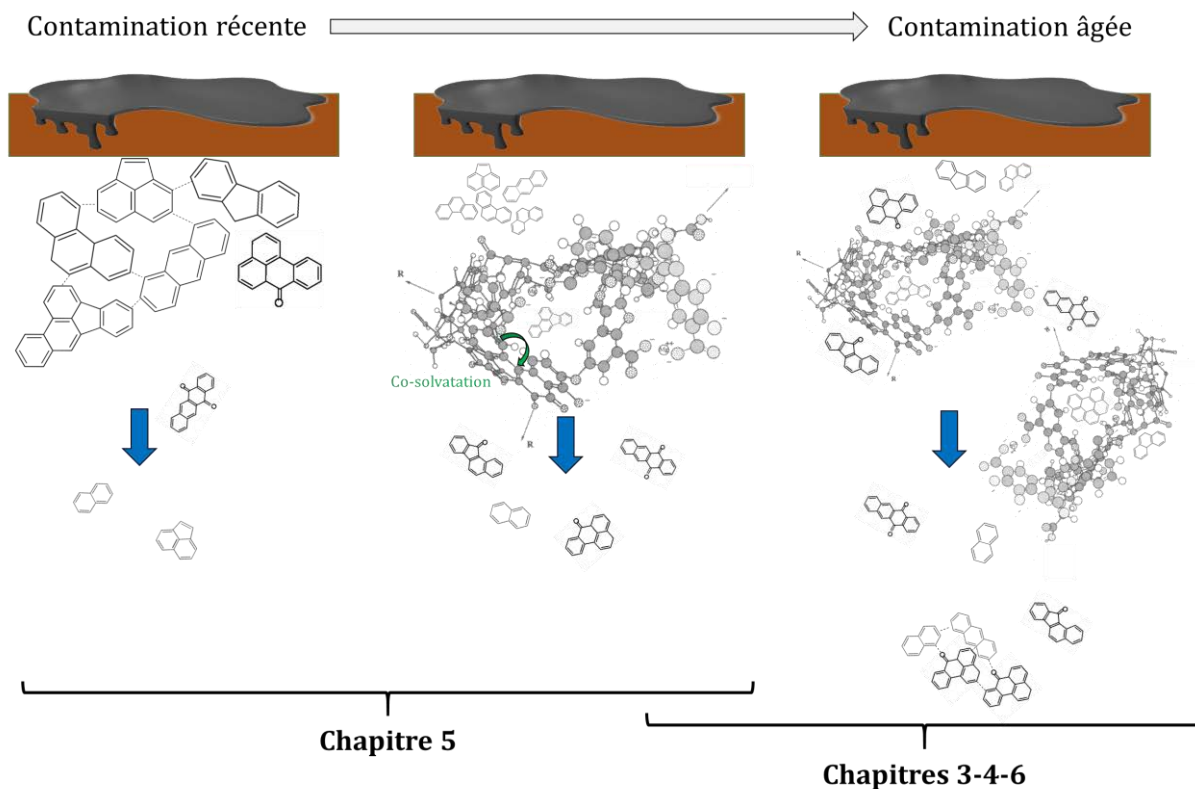 Contamination récente
Contamination âgée
R
Co-solvatation
R
R
R
Chapitre 5
Chapitres 3-4-6